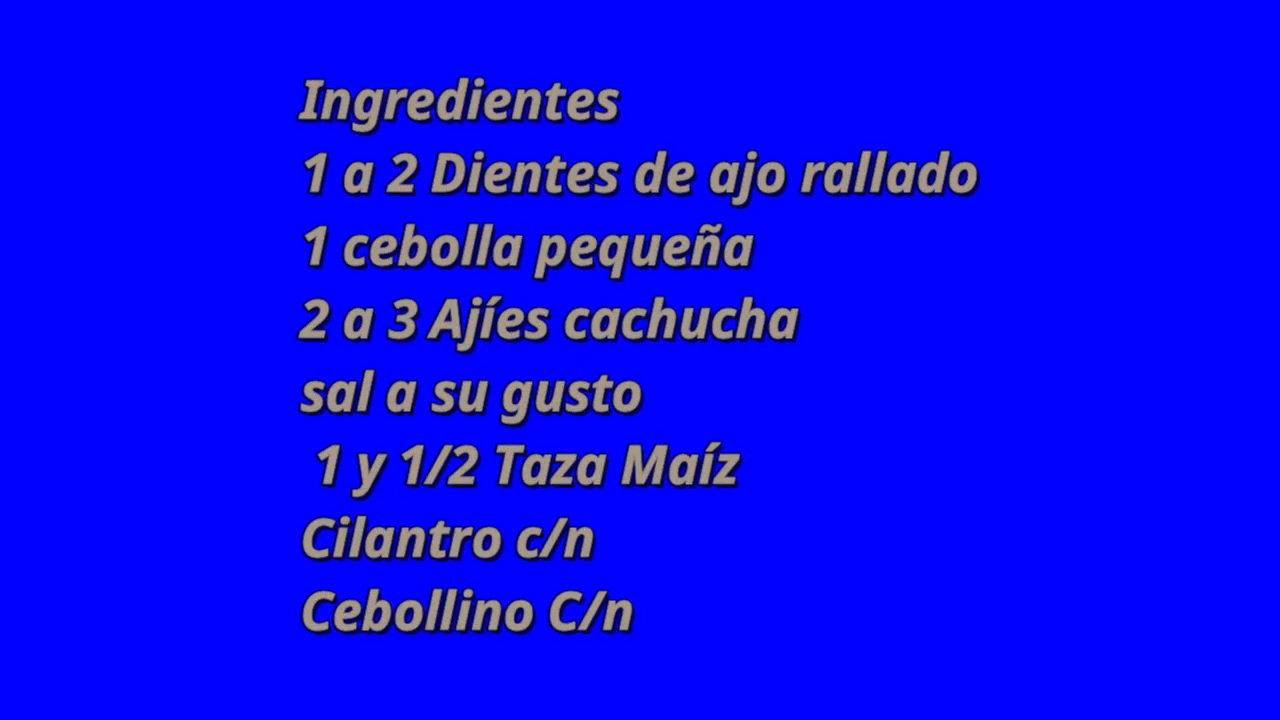 Ingredientes
1 a 2 Dientes de ajo rallado
1 cebolla pequeña
2 a 3 Ajíes cachucha
sal a su gusto
1 y 1/2 Taza Maíz
Cilantro c/n
Cebollino C/n